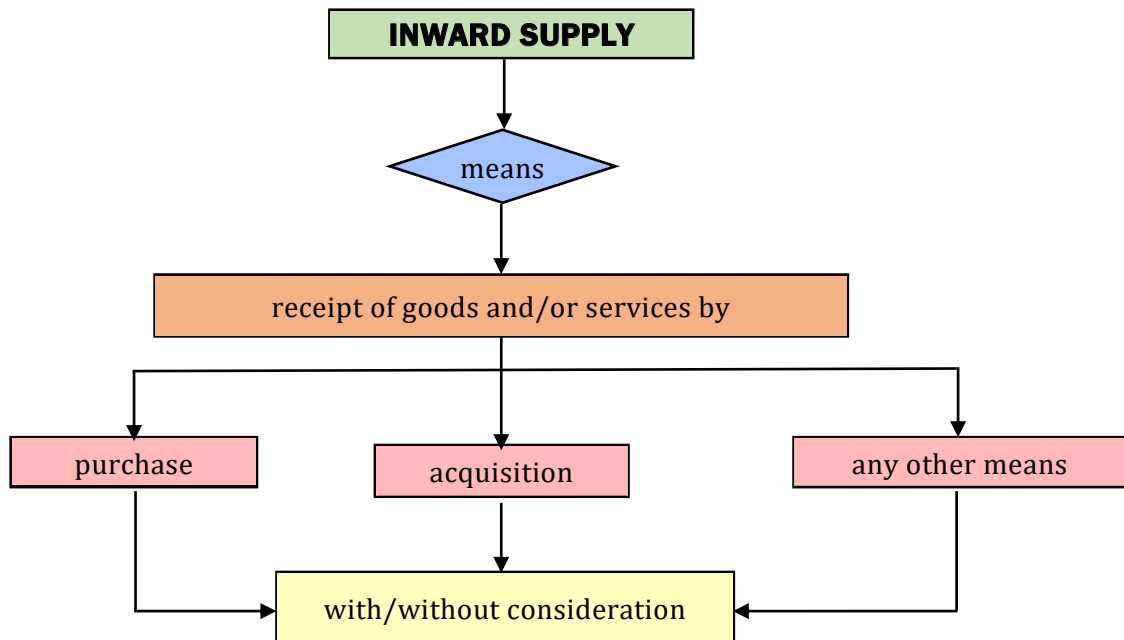 INWARD SUPPLY
means
receipt of goods and/or services by
purchase
acquisition
any other means
with/without consideration